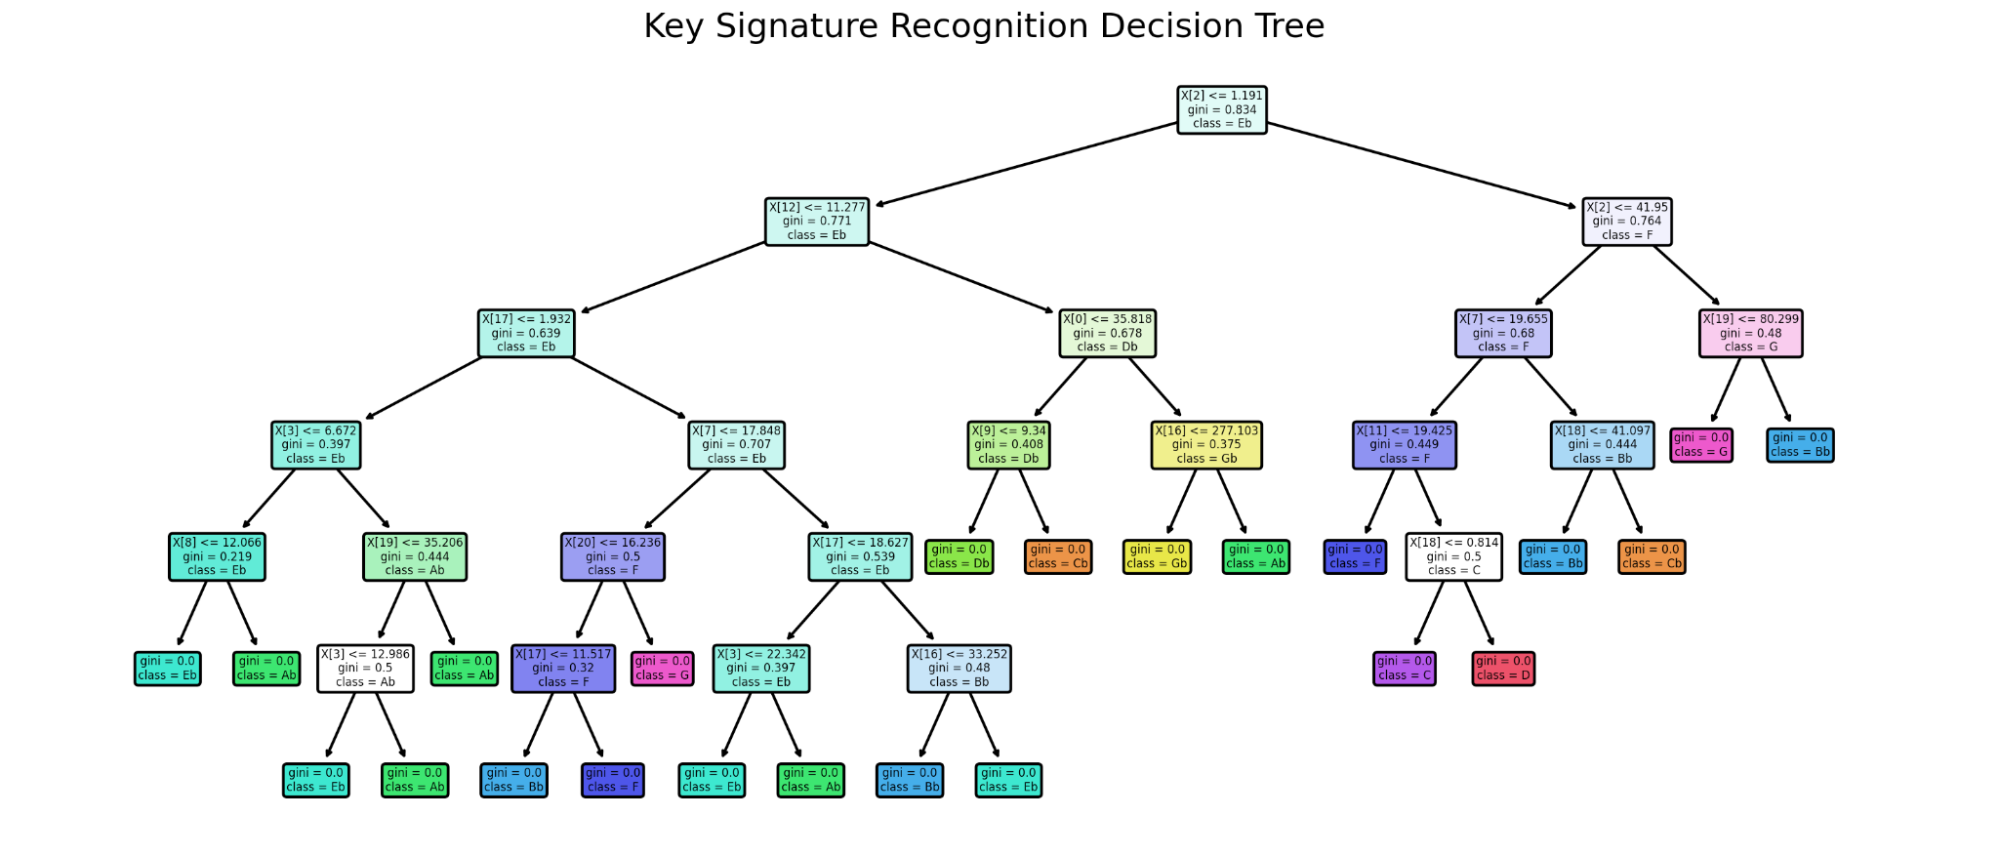 Key Signature Recognition Decision Tree
X[2] <= 1.191
gini = 0.834
class = Eb
X[12] <= 11.277
gini = 0.771
class = Eb
X[2] <= 41.95
gini = 0.764
class = F
X[17] <= 1.932
gini = 0.639
class = Eb
X[0] <= 35.818
gini = 0.678
class = Db
X[7] <= 19.655
gini = 0.68
class = F
X[19] <= 80.299
gini = 0.48
class = G
X[3] <= 6.672
gini = 0.397
class = Eb
X[7] <= 17.848
gini = 0.707
class = Eb
X[9] <= 9.34
gini = 0.408
class = Db
X[16] <= 277.103
gini = 0.375
class = Gb
X[11] <= 19.425
gini = 0.449
class = F
X[18] <= 41.097
gini = 0.444
class = Bb
gini = 0.0
class = G
gini = 0.0
class = Bb
X[8] <= 12.066
gini = 0.219
class = Eb
X[19] <= 35.206
gini = 0.444
class = Ab
X[20] <= 16.236
gini = 0.5
class = F
X[17] <= 18.627
gini = 0.539
class = Eb
gini = 0.0
class = Db
gini = 0.0
class = Cb
gini = 0.0
class = Gb
gini = 0.0
class = Ab
gini = 0.0
class = F
X[18] <= 0.814
gini = 0.5
class = C
gini = 0.0
class = Bb
gini = 0.0
class = Cb
gini = 0.0
class = Eb
gini = 0.0
class = Ab
X[3] <= 12.986
gini = 0.5
class = Ab
gini = 0.0
class = Ab
X[17] <= 11.517
gini = 0.32
class = F
gini = 0.0
class = G
X[3] <= 22.342
gini = 0.397
class = Eb
X[16] <= 33.252
gini = 0.48
class = Bb
gini = 0.0
class = C
gini = 0.0
class = D
gini = 0.0
class = Eb
gini = 0.0
class = Ab
gini = 0.0
class = Bb
gini = 0.0
class = F
gini = 0.0
class = Eb
gini = 0.0
class = Ab
gini = 0.0
class = Bb
gini = 0.0
class = Eb